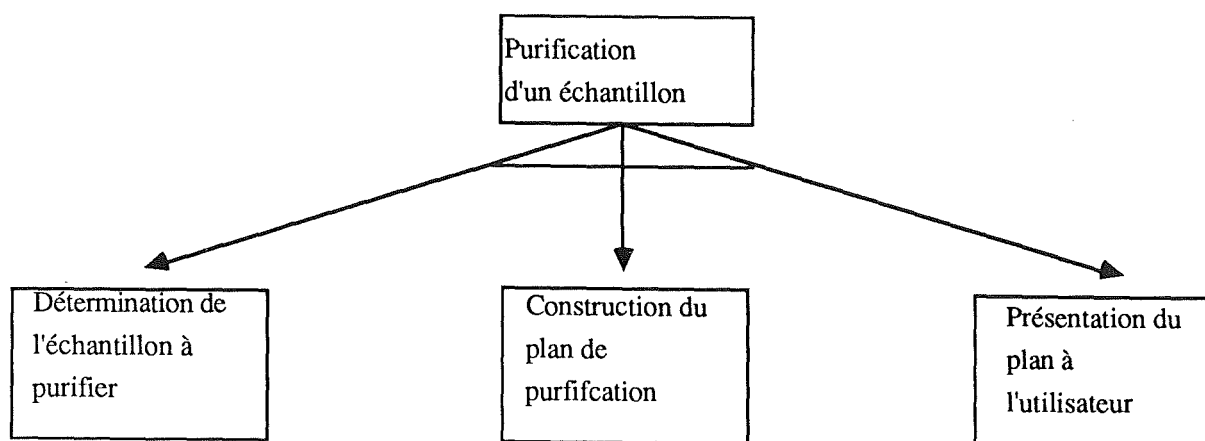 Purification
d'un échantillon
Détermination de
l'échantillon à
purifier
Construction du
plan de
purfifcation
Présentation du
plan à
l'utilisateur